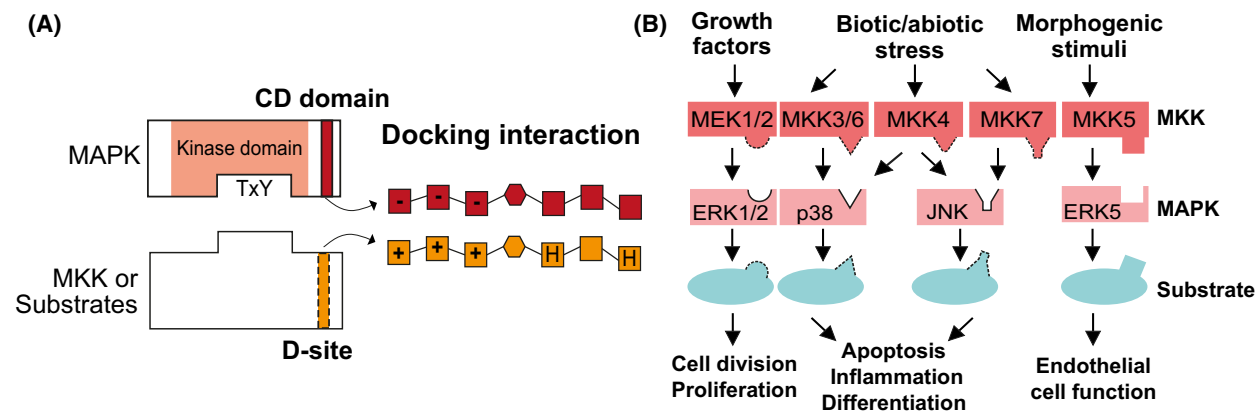 (A)
CD domain
MAPK
Kinase domain
TxY
Docking interaction
- - -
+ + + H H
MKK or
Substrates
D-site
(B)
Growth
factors
Biotic/abiotic
stress
Morphogenic
stimuli
MEK1/2 MKK3/6 MKK4 MKK7 MKK5 MKK
ERK1/2 p38 JNK ERK5 MAPK
Substrate
Cell division
Proliferation
Apoptosis
Inflammation
Differentiation
Endothelial
cell function